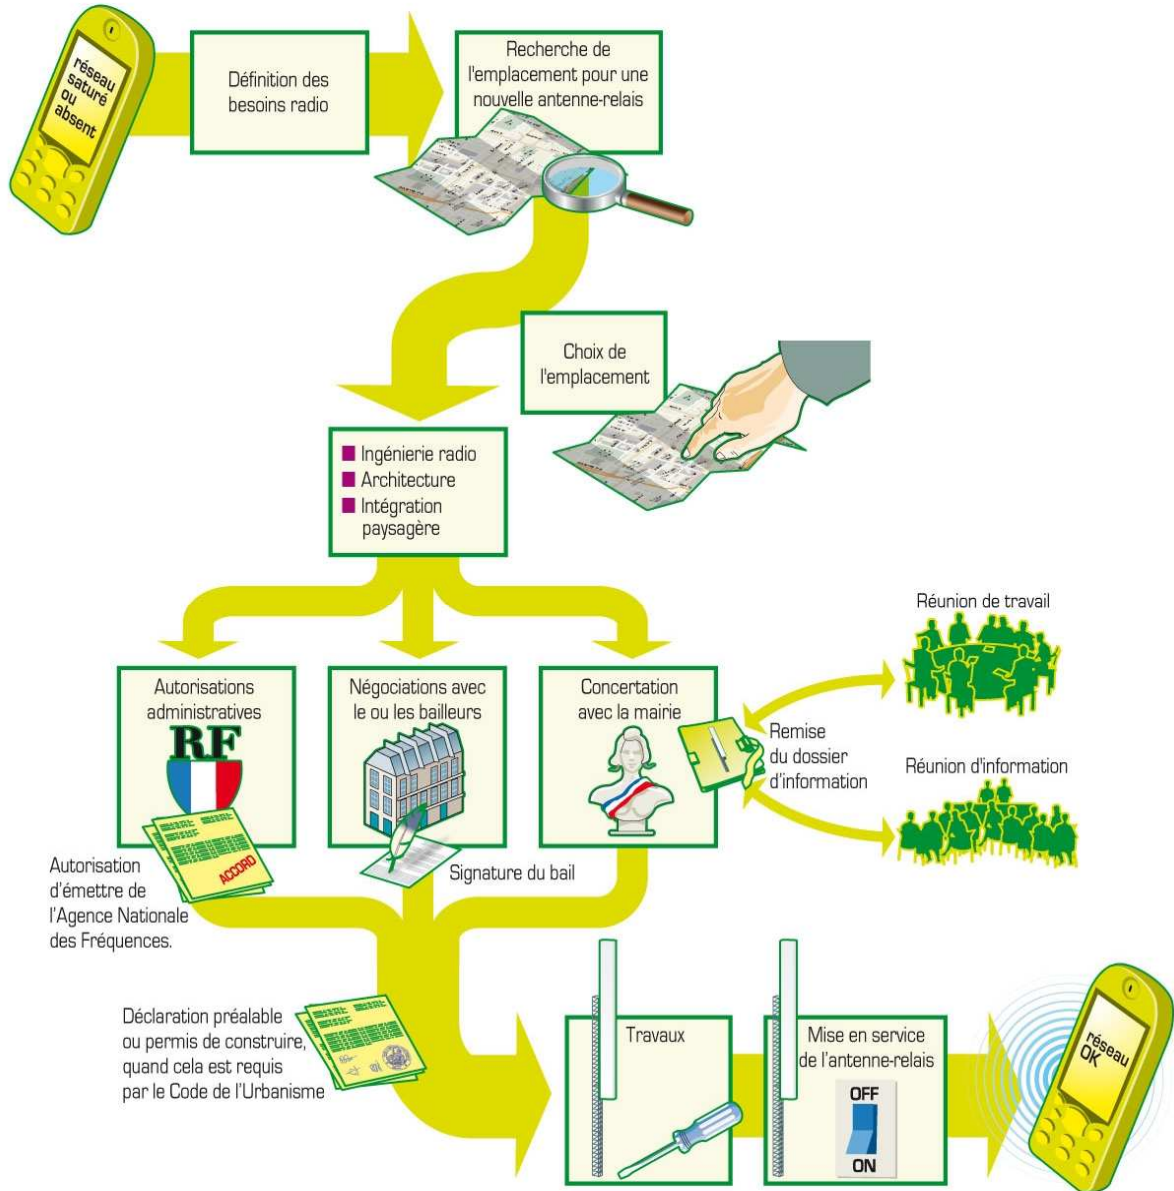 réseau
saturé
ou
absent
Définition des
besoins radio
Recherche de
l'emplacement pour une
nouvelle antenne-relais
Choix de
l'emplacement
Ingénierie radio
Architecture
Intégration
paysagère
Autorisations
administratives
RF
ACCORD
Autorisation
d'émettre de
l'Agence Nationale
des Fréquences.
Négociations avec
le ou les bailleurs
Signature du bail
Concertation
avec la mairie
Remise
du dossier
d'information
Réunion de travail
Réunion d'information
Déclaration préalable
ou permis de construire,
quand cela est requis
par le Code de l'Urbanisme
Travaux
Mise en service
de l'antenne-relais
OFF
ON
réseau
OK